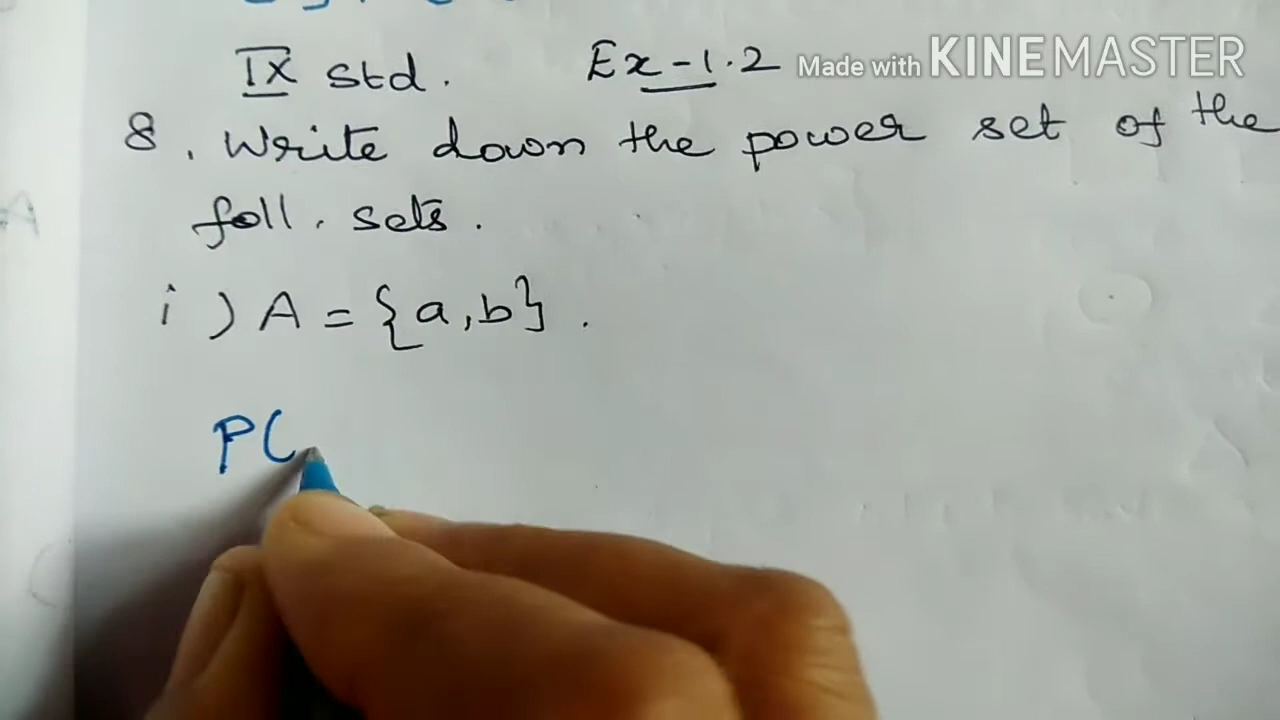 IX std. Ex-1.2 Made with KINEMASTER
8. Write down the power set of the
foll. sets.
i) A = {a,b}.
P(